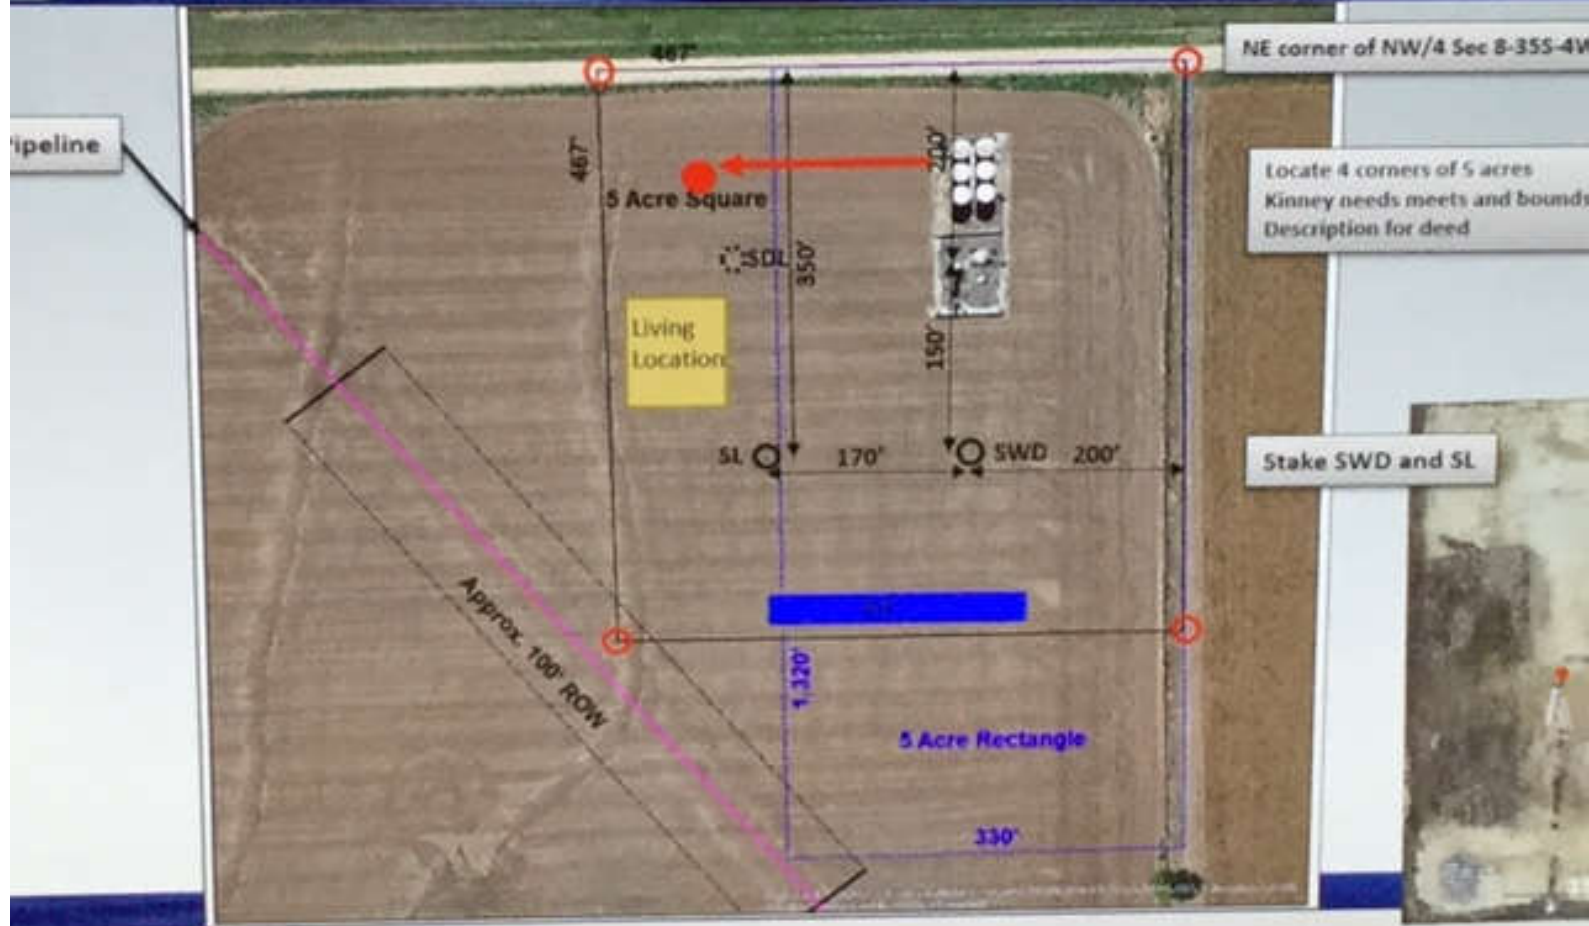 467'
NE corner of NW/4 Sec 8-35S-4W
ipeline
467'
200'
Locate 4 corners of 5 acres
Kinney needs meets and bounds
Description for deed
5 Acre Square
SDL
350'
Living
Location
150'
SL
170'
SWD
200'
Stake SWD and SL
Approx. 100' ROW
1,320'
5 Acre Rectangle
330'